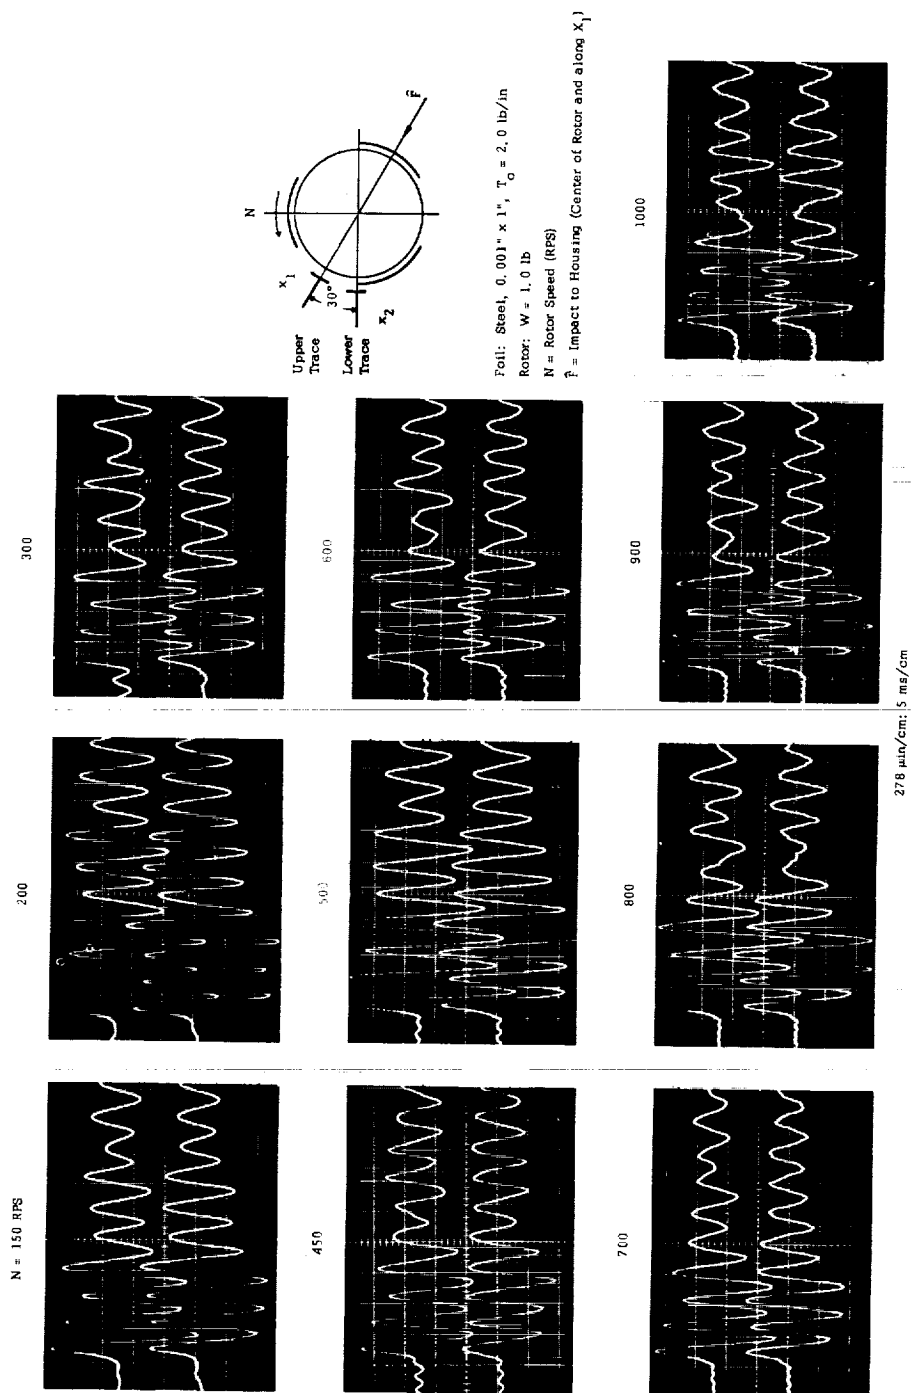 N = 150 RPS
200
300
450
500
600
700
800
900
1000
N
x1
30°
x2
F̂
Upper
Trace
Lower
Trace
Foil: Steel, 0.001" x 1", To = 2.0 lb/in
Rotor: W = 1.0 lb
N = Rotor Speed (RPS)
F̂ = Impact to Housing (Center of Rotor and along X1)
278 µin/cm; 5 ms/cm